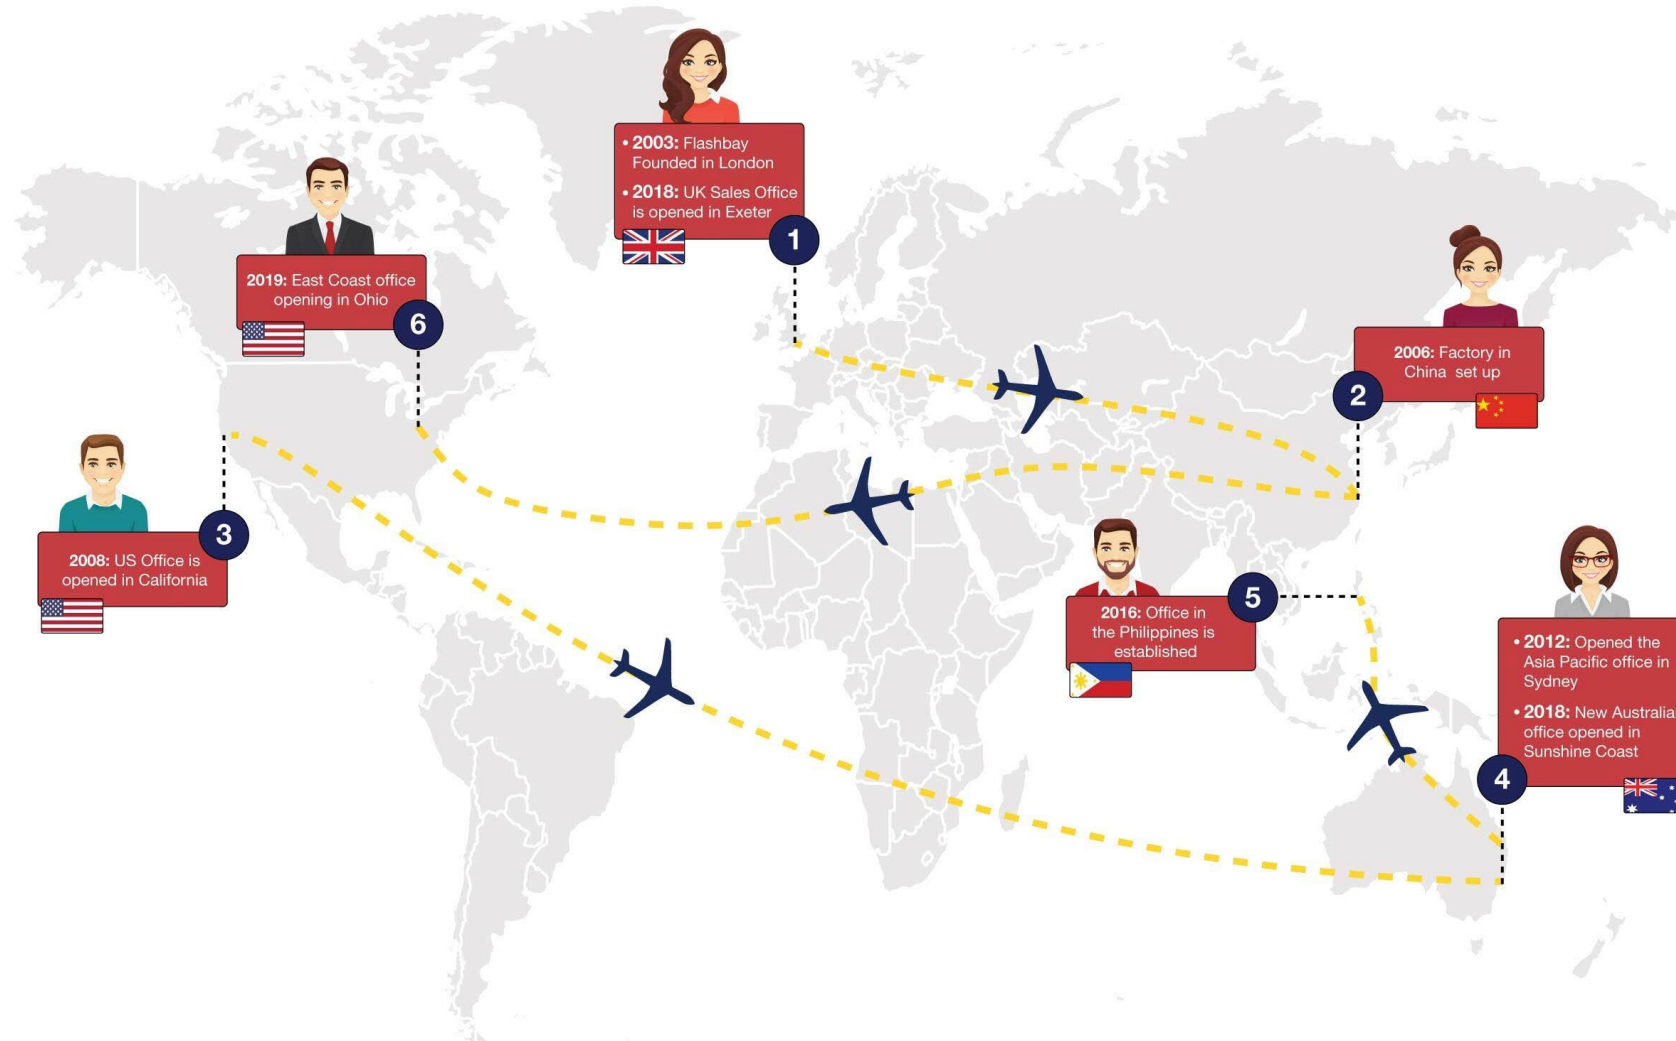 • 2003: Flashbay
Founded in London
• 2018: UK Sales Office
is opened in Exeter
1
2019: East Coast office
opening in Ohio
6
2006: Factory in
China set up
2
2008: US Office is
opened in California
3
2016: Office in
the Philippines is
established
5
• 2012: Opened the
Asia Pacific office in
Sydney
• 2018: New Australia
office opened in
Sunshine Coast
4